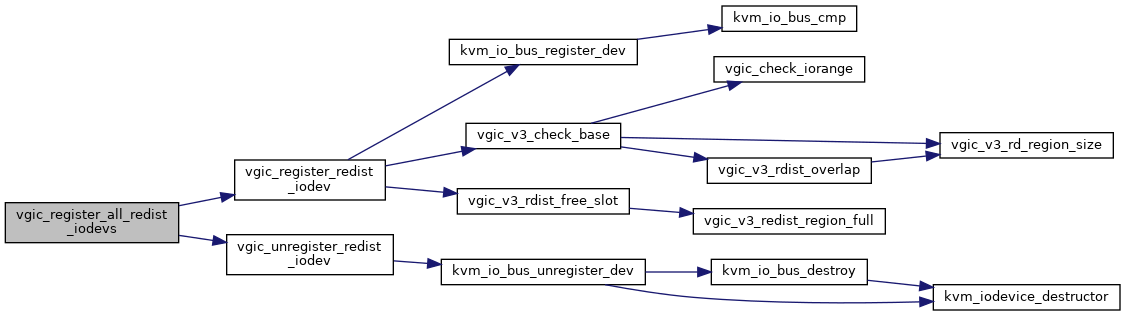 kvm_io_bus_cmp
kvm_io_bus_register_dev
vgic_check_iorange
vgic_v3_check_base
vgic_v3_rd_region_size
vgic_register_redist
_iodev
vgic_v3_rdist_overlap
vgic_v3_rdist_free_slot
vgic_register_all_redist
_iodevs
vgic_v3_redist_region_full
vgic_unregister_redist
_iodev
kvm_io_bus_unregister_dev
kvm_io_bus_destroy
kvm_iodevice_destructor